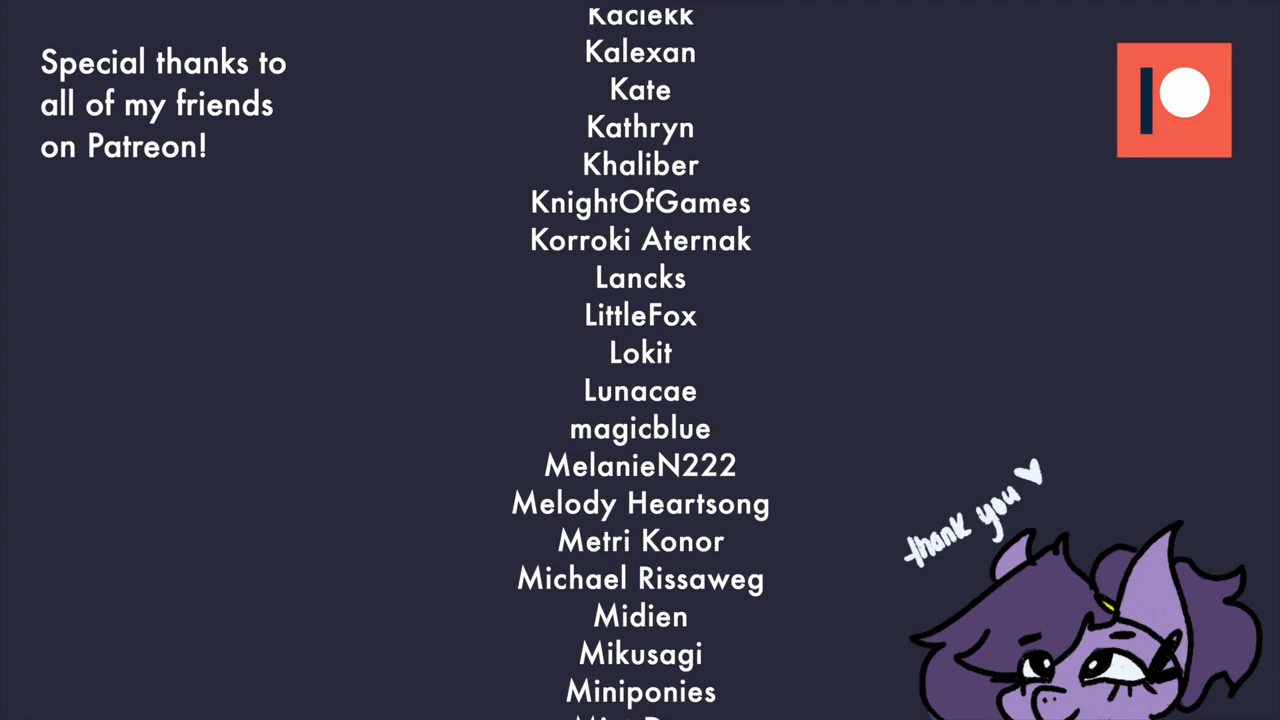 Special thanks to
all of my friends
on Patreon!
Kaciekk
Kalexan
Kate
Kathryn
Khaliber
KnightOfGames
Korroki Aternak
Lancks
LittleFox
Lokit
Lunacae
magicblue
MelanieN222
Melody Heartsong
Metri Konor
Michael Rissaweg
Midien
Mikusagi
Miniponies
thank you